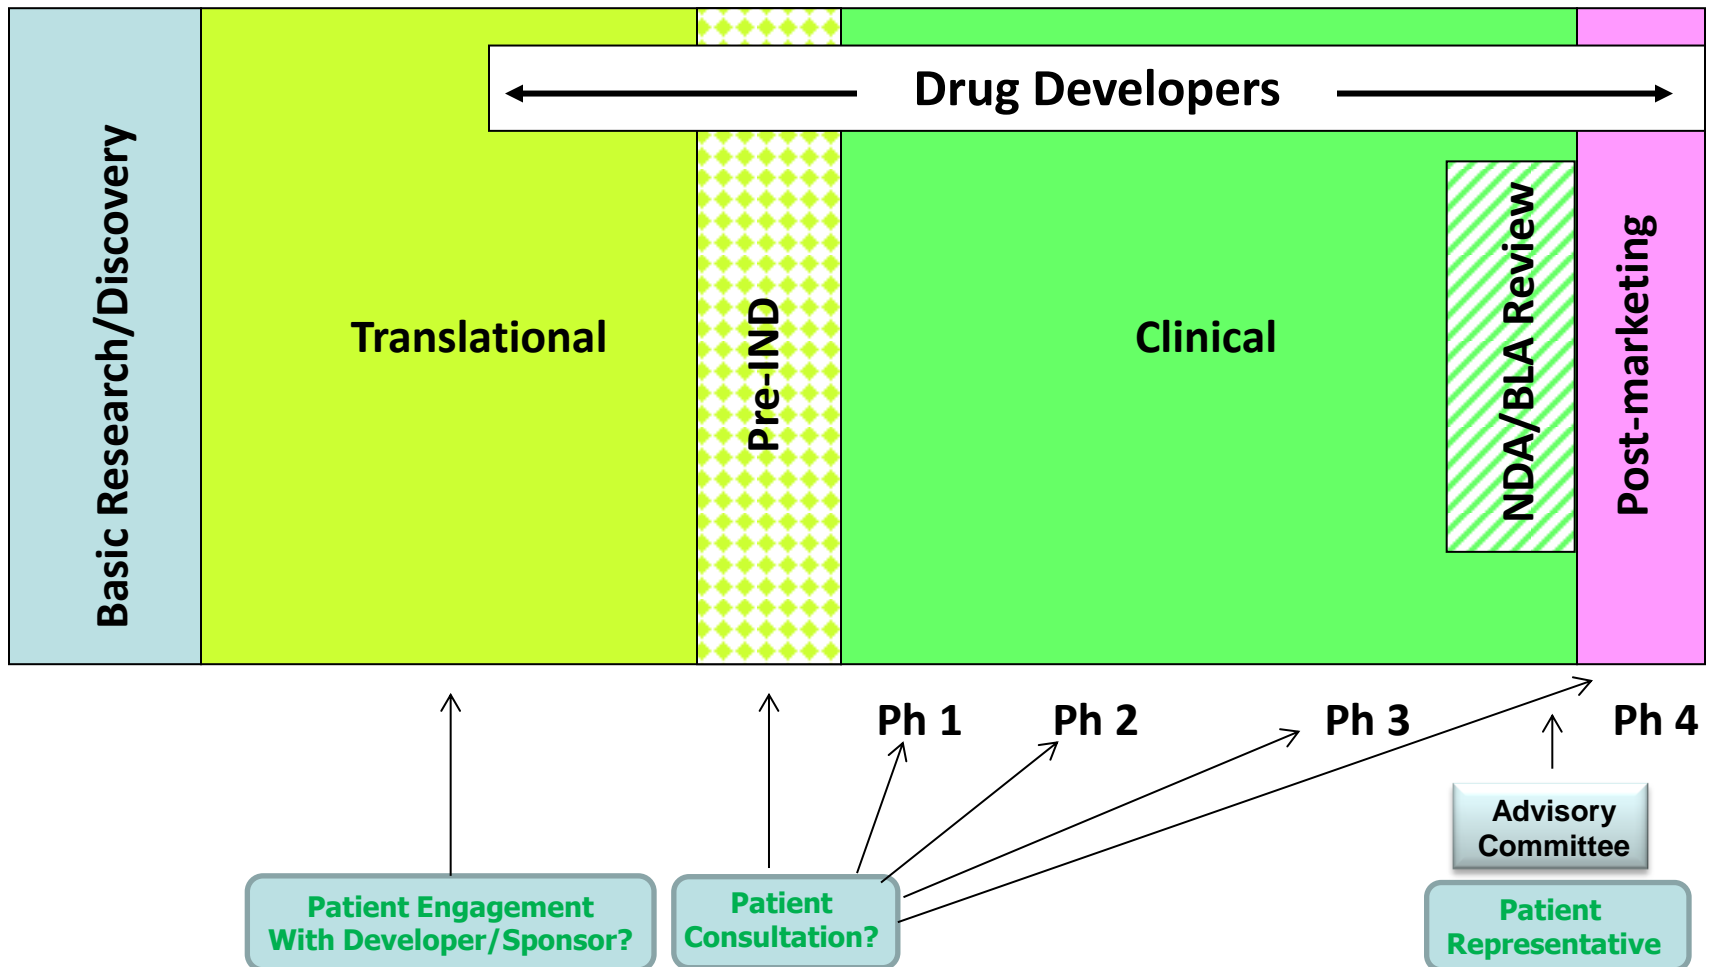 Drug Developers
Basic Research/Discovery
Translational
Pre-IND
Clinical
NDA/BLA Review
Post-marketing
Ph 1
Ph 2
Ph 3
Ph 4
Advisory
Committee
Patient Engagement
With Developer/Sponsor?
Patient
Consultation?
Patient
Representative